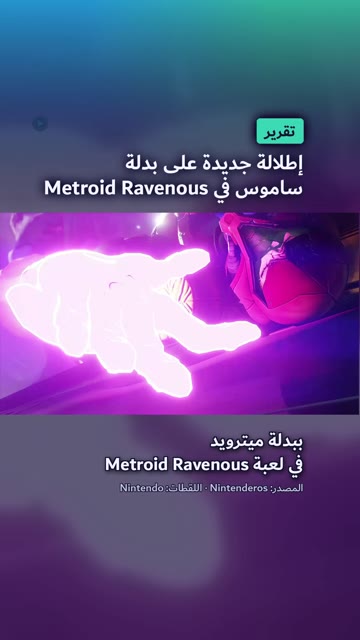 تقرير
إطلالة جديدة على بدلة
ساموس في Metroid Ravenous
ببدلة ميترويد
في لعبة Metroid Ravenous
المصدر: Nintenderos · اللقطات: Nintendo